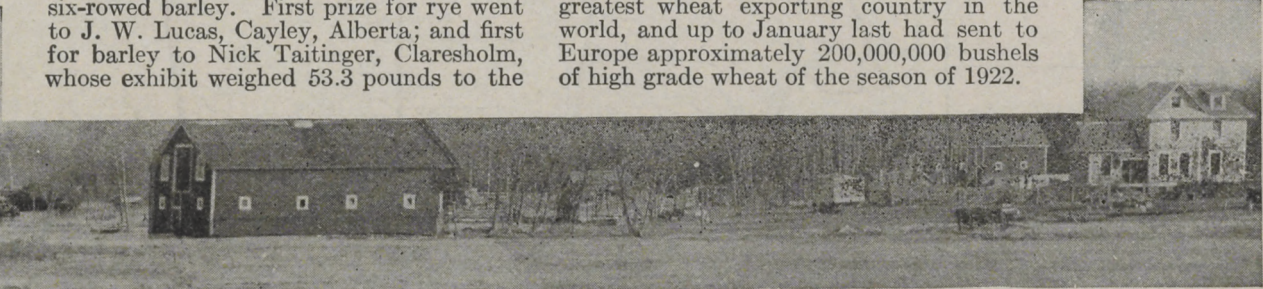 six-rowed barley. First prize for rye went
to J. W. Lucas, Cayley, Alberta; and first
for barley to Nick Taitinger, Claresholm,
whose exhibit weighed 53.3 pounds to the
greatest wheat exporting country in the
world, and up to January last had sent to
Europe approximately 200,000,000 bushels
of high grade wheat of the season of 1922.